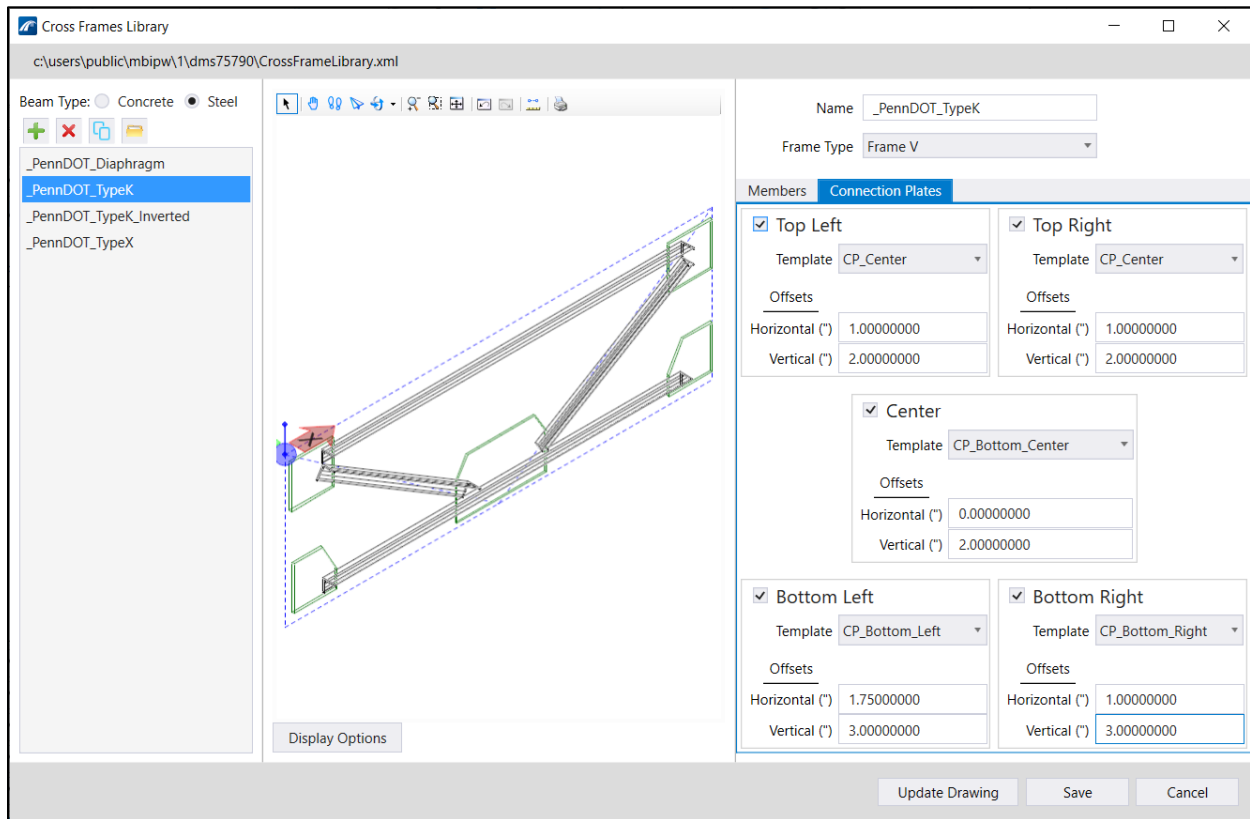 Cross Frames Library
c:\users\public\mbipw\1\dms75790\CrossFrameLibrary.xml
Beam Type: Concrete Steel
_PennDOT_Diaphragm
_PennDOT_TypeK
_PennDOT_TypeK_Inverted
_PennDOT_TypeX
X
Display Options
Name _PennDOT_TypeK
Frame Type Frame V
Members Connection Plates
Top Left
Template CP_Center
Offsets
Horizontal (") 1.00000000
Vertical (") 2.00000000
Top Right
Template CP_Center
Offsets
Horizontal (") 1.00000000
Vertical (") 2.00000000
Center
Template CP_Bottom_Center
Offsets
Horizontal (") 0.00000000
Vertical (") 2.00000000
Bottom Left
Template CP_Bottom_Left
Offsets
Horizontal (") 1.75000000
Vertical (") 3.00000000
Bottom Right
Template CP_Bottom_Right
Offsets
Horizontal (") 1.00000000
Vertical (") 3.00000000
Update Drawing Save Cancel